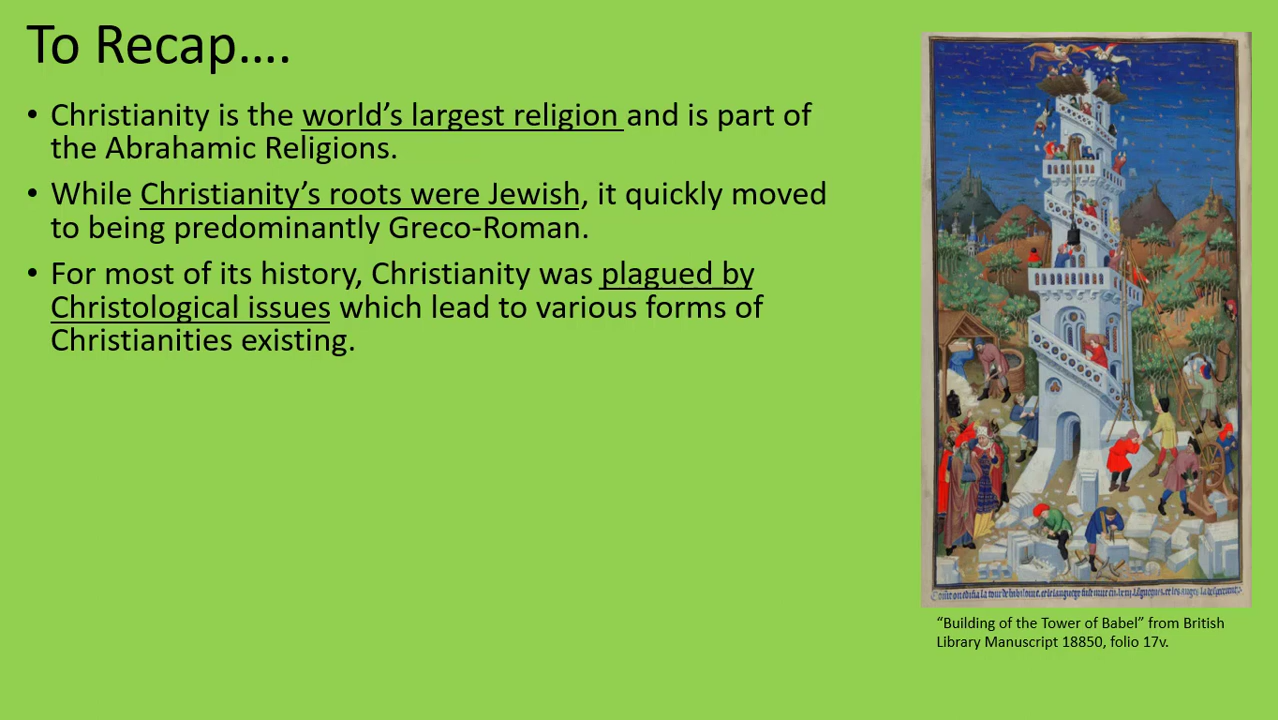 To Recap….
• Christianity is the world’s largest religion and is part of
the Abrahamic Religions.
• While Christianity’s roots were Jewish, it quickly moved
to being predominantly Greco-Roman.
• For most of its history, Christianity was plagued by
Christological issues which lead to various forms of
Christianities existing.
“Building of the Tower of Babel” from British
Library Manuscript 18850, folio 17v.